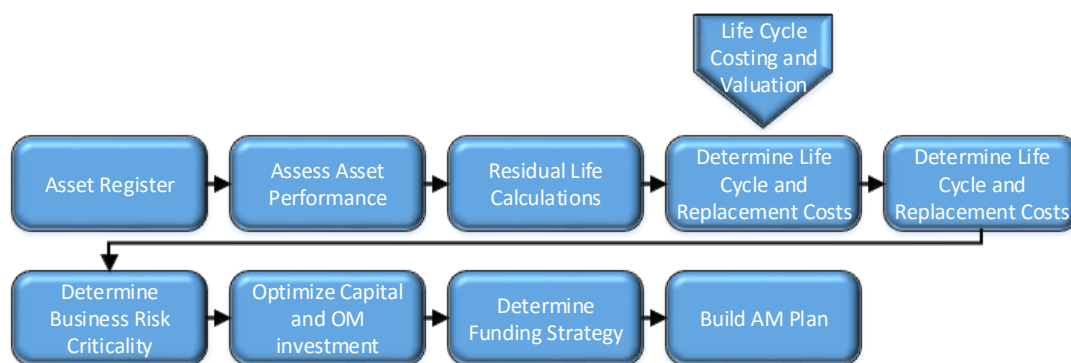 Life Cycle
Costing and
Valuation
Asset Register
Assess Asset
Performance
Residual Life
Calculations
Determine Life
Cycle and
Replacement Costs
Determine Life
Cycle and
Replacement Costs
Determine
Business Risk
Criticality
Optimize Capital
and OM
investment
Determine
Funding Strategy
Build AM Plan